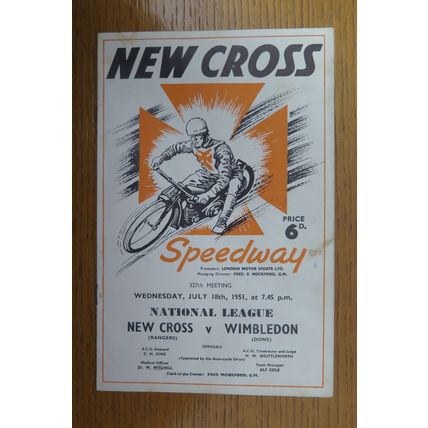 NEW CROSS
PRICE
6D.
Speedway
Promoters: LONDON MOTOR SPORTS LTD.
Managing Director: FRED. E. MOCKFORD, G.M.
327th MEETING
WEDNESDAY, JULY 18th, 1951, at 7.45 p.m.
NATIONAL LEAGUE
NEW CROSS v WIMBLEDON
(RANGERS) (DONS)
OFFICIALS
(Appointed by the Auto-cycle Union)
A.C.U. Steward
C. H. KING
A.C.U. Timekeeper and Judge
H. W. SHUTTLEWORTH
Medical Officer
Dr. W. MITCHELL
Team Manager
ALF COLE
Clerk of the Course: FRED MOCKFORD, G.M.